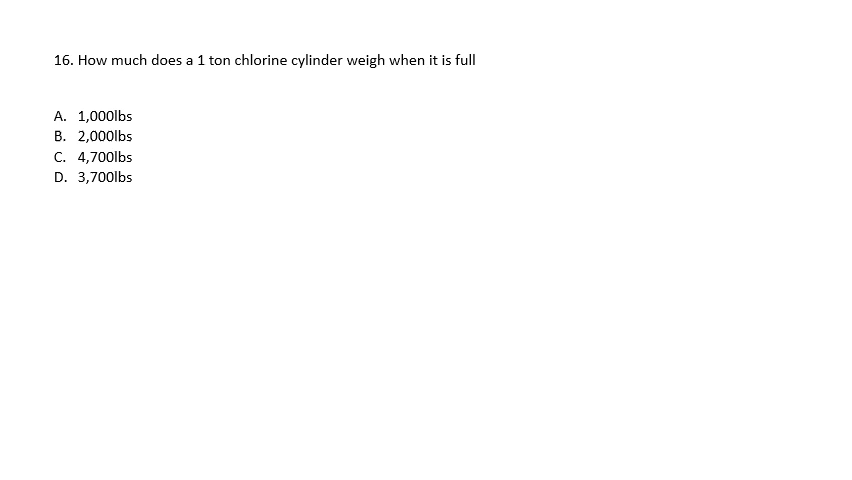 16. How much does a 1 ton chlorine cylinder weigh when it is full
A. 1,000lbs
B. 2,000lbs
C. 4,700lbs
D. 3,700lbs